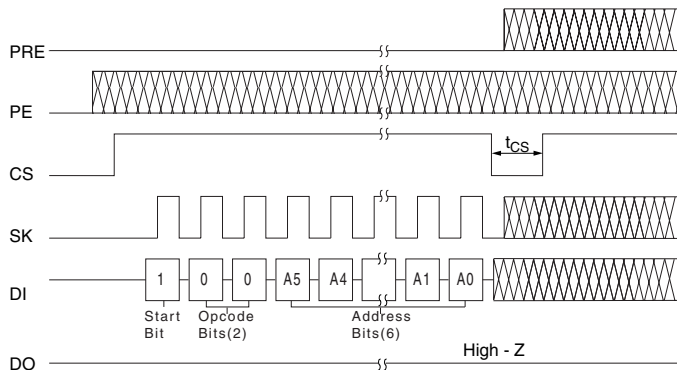 PRE
PE
CS
tCS
SK
DI
1 0 0 A5 A4 A1 A0
Start Bit
Opcode Bits(2)
Address Bits(6)
DO
High - Z